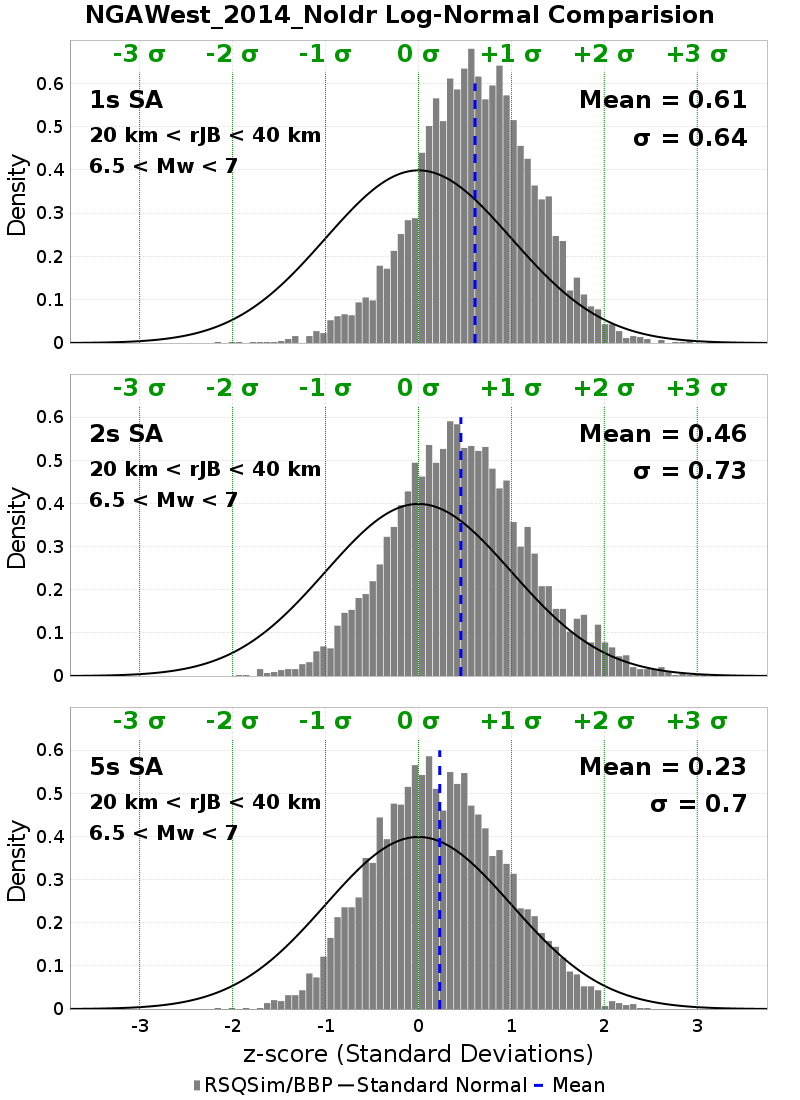 NGAWest_2014_NoIdr Log-Normal Comparision
-3 σ -2 σ -1 σ 0 σ +1 σ +2 σ +3 σ
1s SA
Mean = 0.61
20 km < rJB < 40 km
σ = 0.64
6.5 < Mw < 7
Density
0.6
0.5
0.4
0.3
0.2
0.1
0
-3 σ -2 σ -1 σ 0 σ +1 σ +2 σ +3 σ
2s SA
Mean = 0.46
20 km < rJB < 40 km
σ = 0.73
6.5 < Mw < 7
Density
0.6
0.5
0.4
0.3
0.2
0.1
0
-3 σ -2 σ -1 σ 0 σ +1 σ +2 σ +3 σ
5s SA
Mean = 0.23
20 km < rJB < 40 km
σ = 0.7
6.5 < Mw < 7
Density
0.6
0.5
0.4
0.3
0.2
0.1
0
-3 -2 -1 0 1 2 3
z-score (Standard Deviations)
RSQSim/BBP Standard Normal Mean